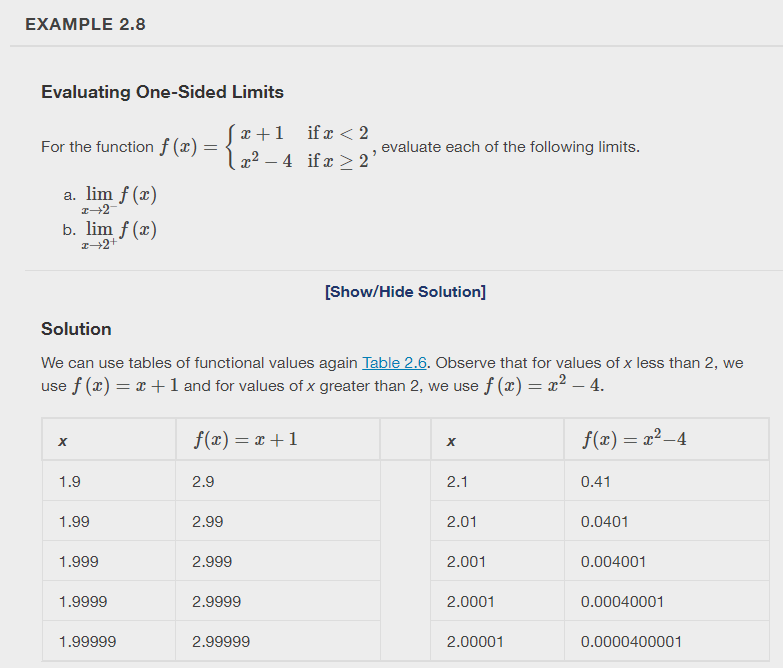 EXAMPLE 2.8
Evaluating One-Sided Limits
For the function f (x) = { x + 1 if x < 2
x² − 4 if x ≥ 2 , evaluate each of the following limits.
a. lim f (x)
x→2⁻
b. lim f (x)
x→2⁺
[Show/Hide Solution]
Solution
We can use tables of functional values again Table 2.6. Observe that for values of x less than 2, we
use f (x) = x + 1 and for values of x greater than 2, we use f (x) = x² − 4.
x f(x) = x + 1 x f(x) = x²−4
1.9 2.9 2.1 0.41
1.99 2.99 2.01 0.0401
1.999 2.999 2.001 0.004001
1.9999 2.9999 2.0001 0.00040001
1.99999 2.99999 2.00001 0.0000400001